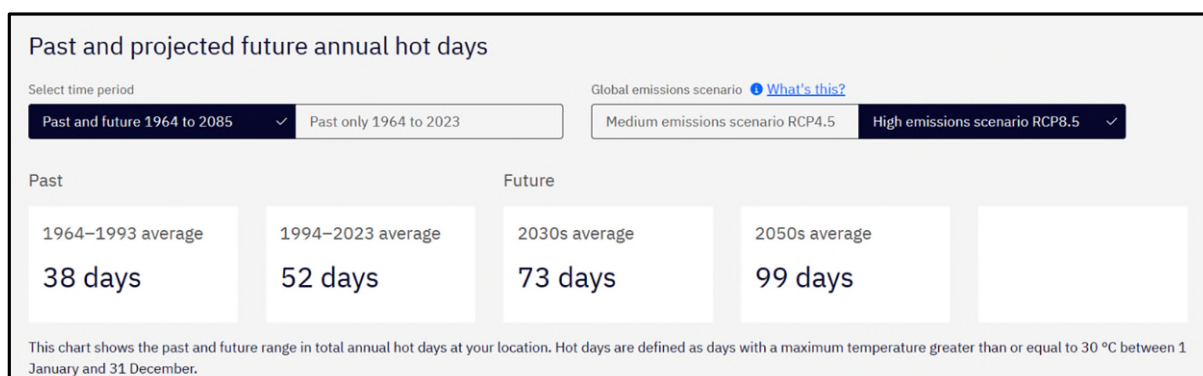 Past and projected future annual hot days
Select time period
Global emissions scenario What's this?
Past and future 1964 to 2085
Past only 1964 to 2023
Medium emissions scenario RCP4.5
High emissions scenario RCP8.5
Past
Future
1964–1993 average
38 days
1994–2023 average
52 days
2030s average
73 days
2050s average
99 days
This chart shows the past and future range in total annual hot days at your location. Hot days are defined as days with a maximum temperature greater than or equal to 30 °C between 1
January and 31 December.